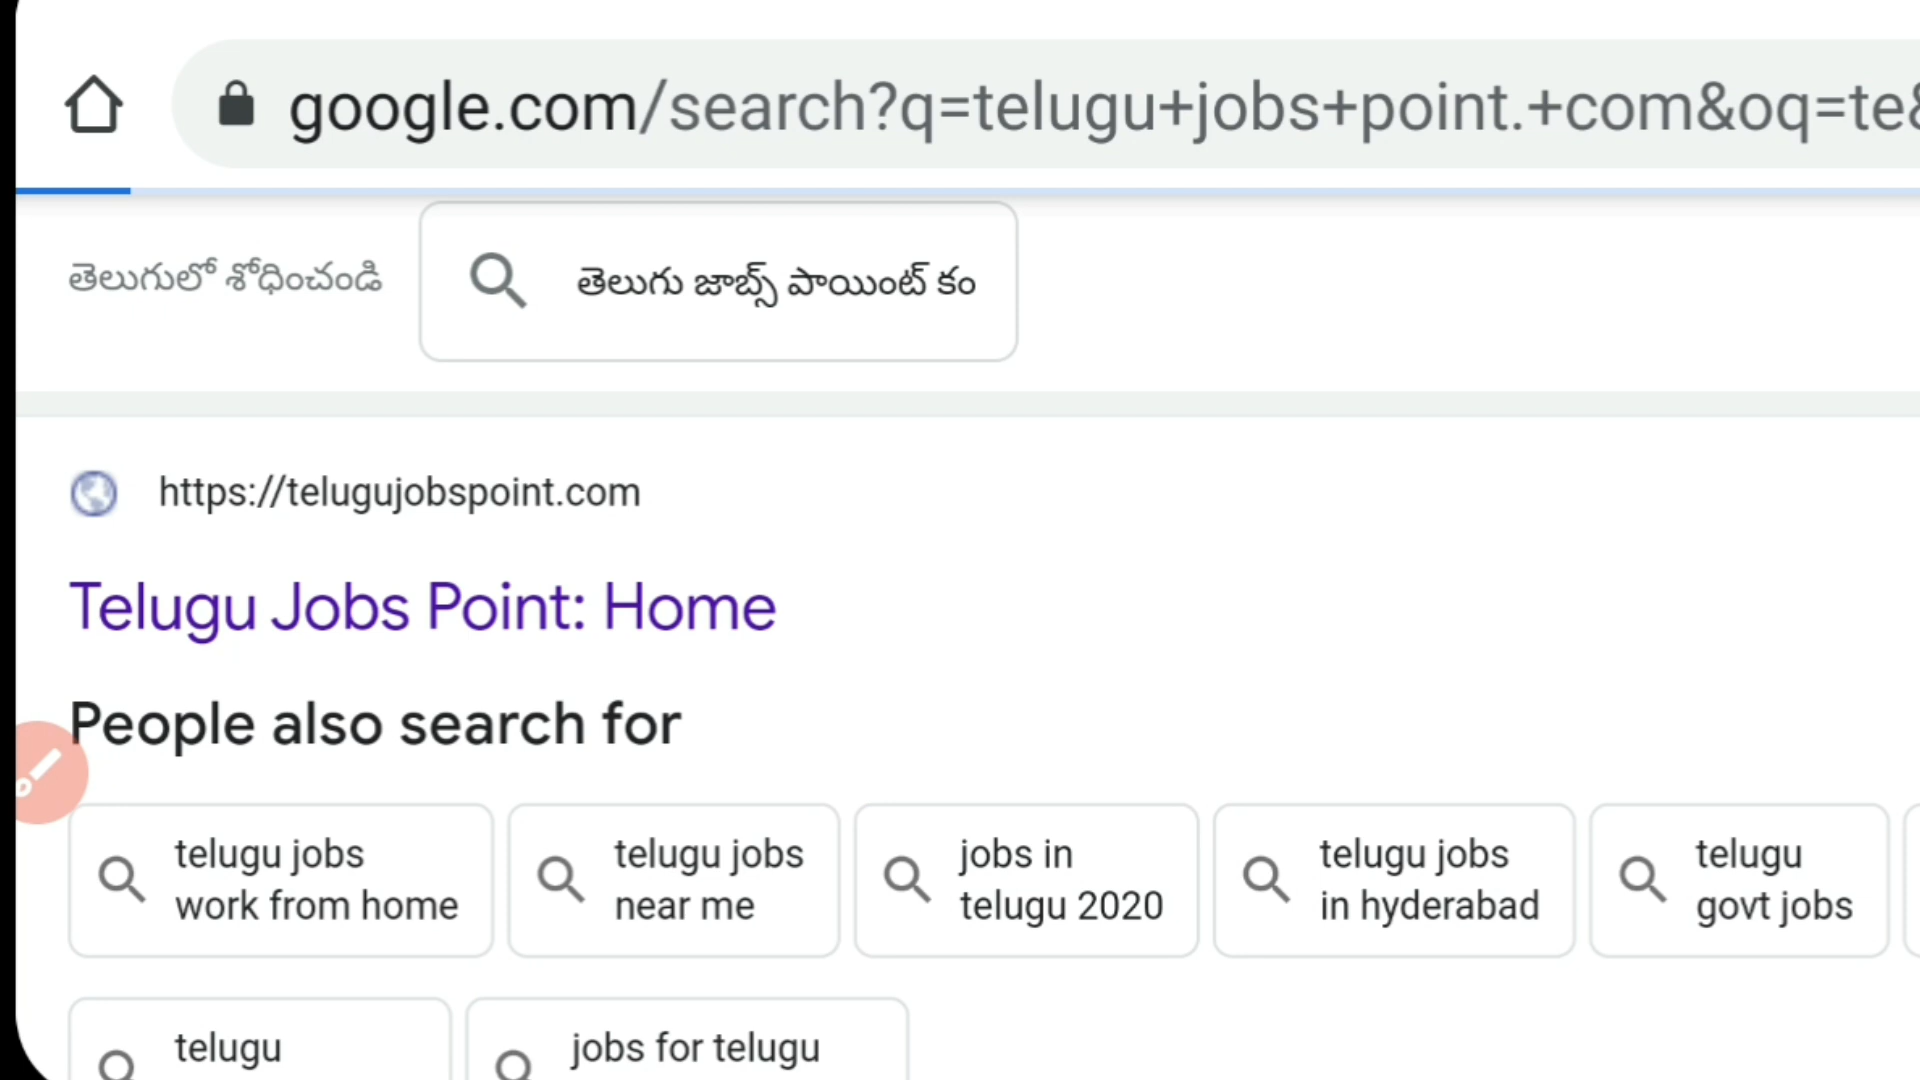 google.com/search?q=telugu+jobs+point.+com&oq=te&
తెలుగులో శోధించండి
తెలుగు జాబ్స్ పాయింట్ కం
https://telugujobspoint.com
Telugu Jobs Point: Home
People also search for
telugu jobs
work from home
telugu jobs
near me
jobs in
telugu 2020
telugu jobs
in hyderabad
telugu
govt jobs
telugu
jobs for telugu